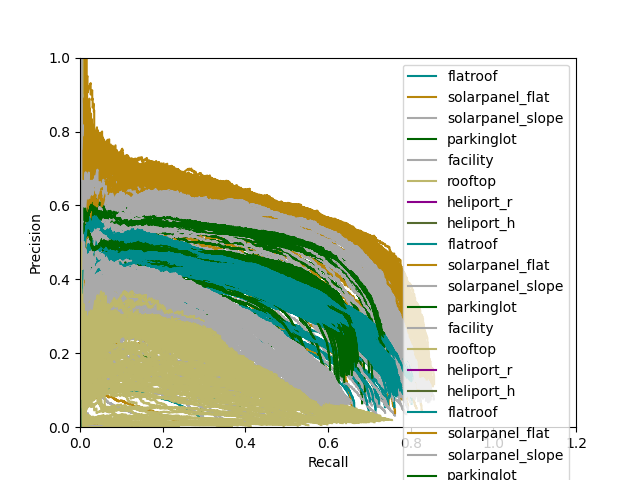 1.0
0.8
0.6
0.4
0.2
0.0
Precision
0.0 0.2 0.4 0.6 0.8 1.0 1.2
Recall
flatroof
solarpanel_flat
solarpanel_slope
parkinglot
facility
rooftop
heliport_r
heliport_h
flatroof
solarpanel_flat
solarpanel_slope
parkinglot
facility
rooftop
heliport_r
heliport_h
flatroof
solarpanel_flat
solarpanel_slope
parkinglot